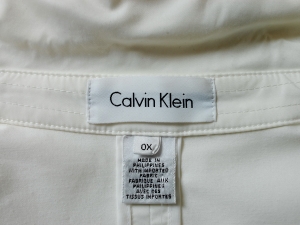 Calvin Klein
0X
MADE IN
PHILIPPINES
WITH IMPORTED
FABRIC
FABRIQUE AUX
PHILIPPINES
AVEC DES
TISSUS IMPORTES